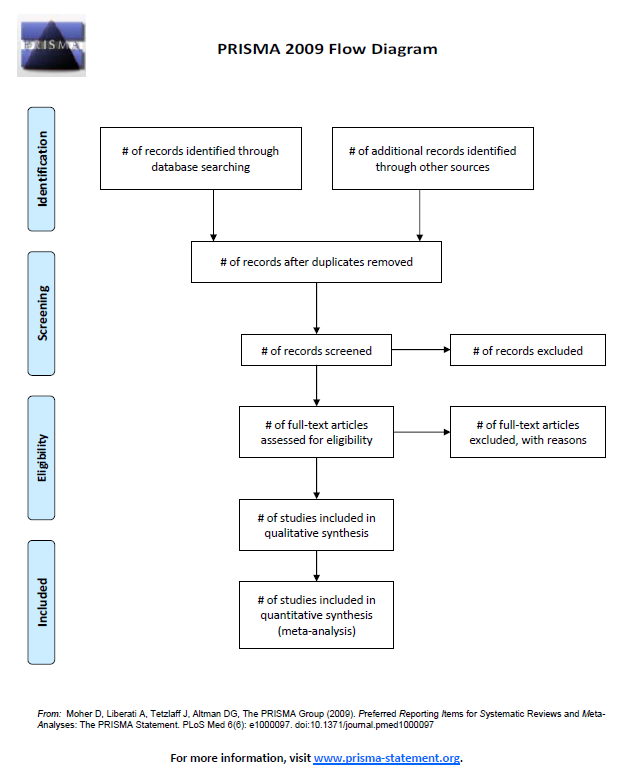 PRISMA
PRISMA 2009 Flow Diagram
Identification
# of records identified through
database searching
# of additional records identified
through other sources
# of records after duplicates removed
Screening
# of records screened
# of records excluded
Eligibility
# of full-text articles
assessed for eligibility
# of full-text articles
excluded, with reasons
# of studies included in
qualitative synthesis
Included
# of studies included in
quantitative synthesis
(meta-analysis)
From: Moher D, Liberati A, Tetzlaff J, Altman DG, The PRISMA Group (2009). Preferred Reporting Items for Systematic Reviews and Meta-
Analyses: The PRISMA Statement. PLoS Med 6(6): e1000097. doi:10.1371/journal.pmed1000097
For more information, visit www.prisma-statement.org.